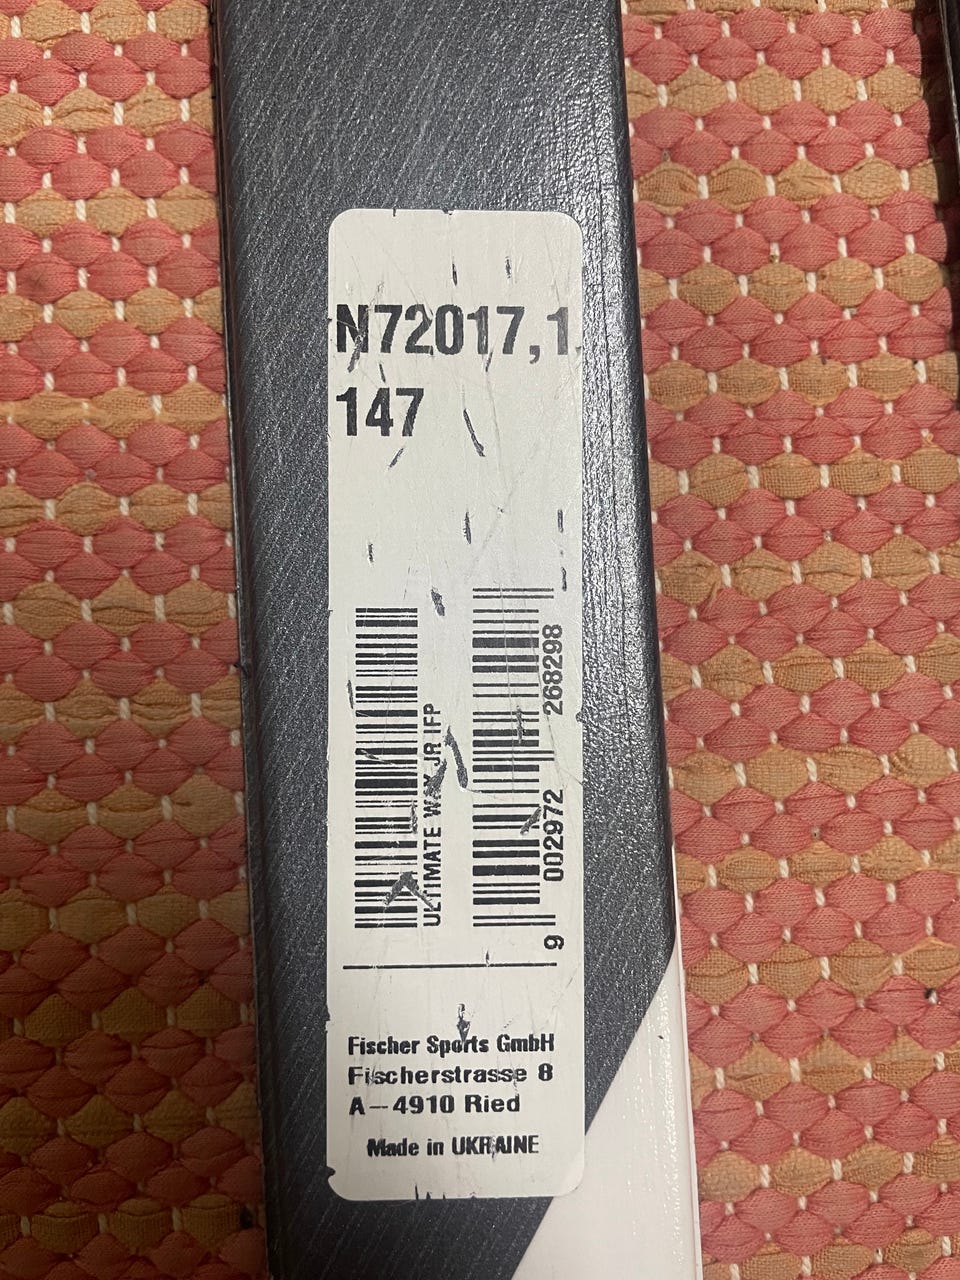 N72017,1
147
ULTIMATE WAX JR IFP
9 002972 268298
Fischer Sports GmbH
Fischerstrasse 8
A-4910 Ried
Made in UKRAINE